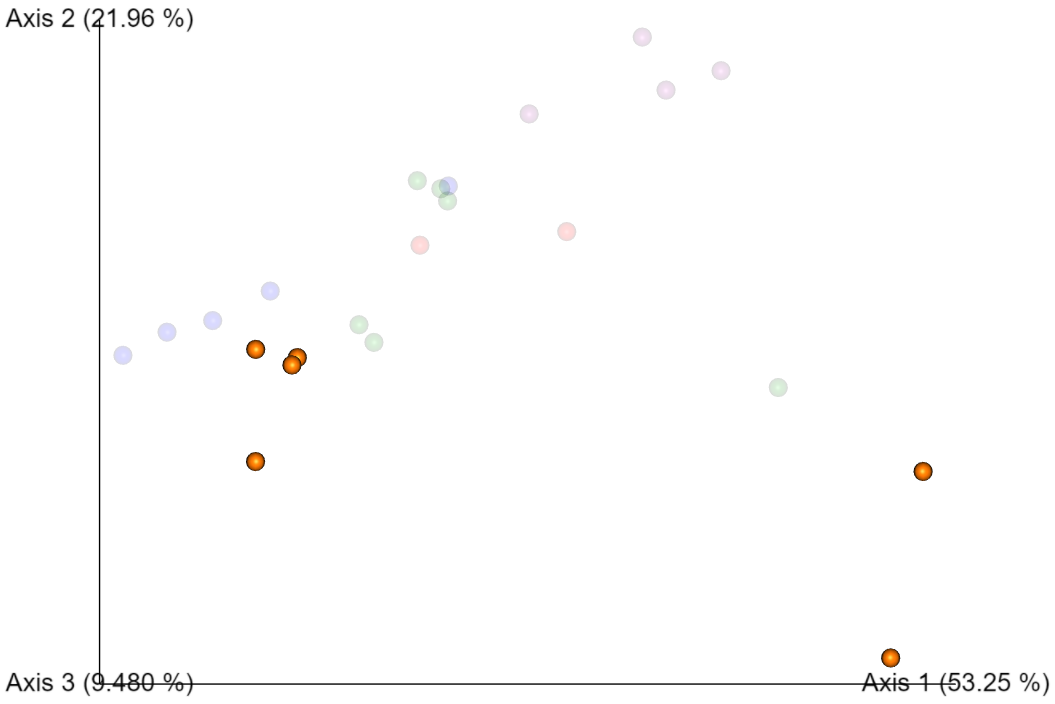 Axis 2 (21.96 %)
Axis 3 (9.480 %)
Axis 1 (53.25 %)